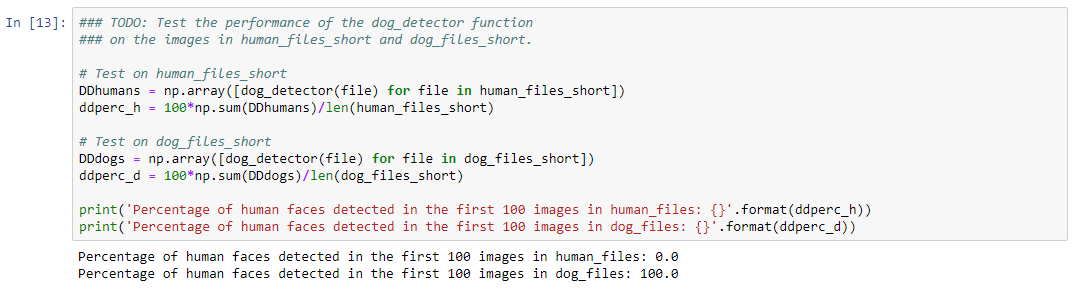 In [13]: ### TODO: Test the performance of the dog_detector function
### on the images in human_files_short and dog_files_short.
# Test on human_files_short
DDhumans = np.array([dog_detector(file) for file in human_files_short])
ddperc_h = 100*np.sum(DDhumans)/len(human_files_short)
# Test on dog_files_short
DDdogs = np.array([dog_detector(file) for file in dog_files_short])
ddperc_d = 100*np.sum(DDdogs)/len(dog_files_short)
print('Percentage of human faces detected in the first 100 images in human_files: {}'.format(ddperc_h))
print('Percentage of human faces detected in the first 100 images in dog_files: {}'.format(ddperc_d))
Percentage of human faces detected in the first 100 images in human_files: 0.0
Percentage of human faces detected in the first 100 images in dog_files: 100.0